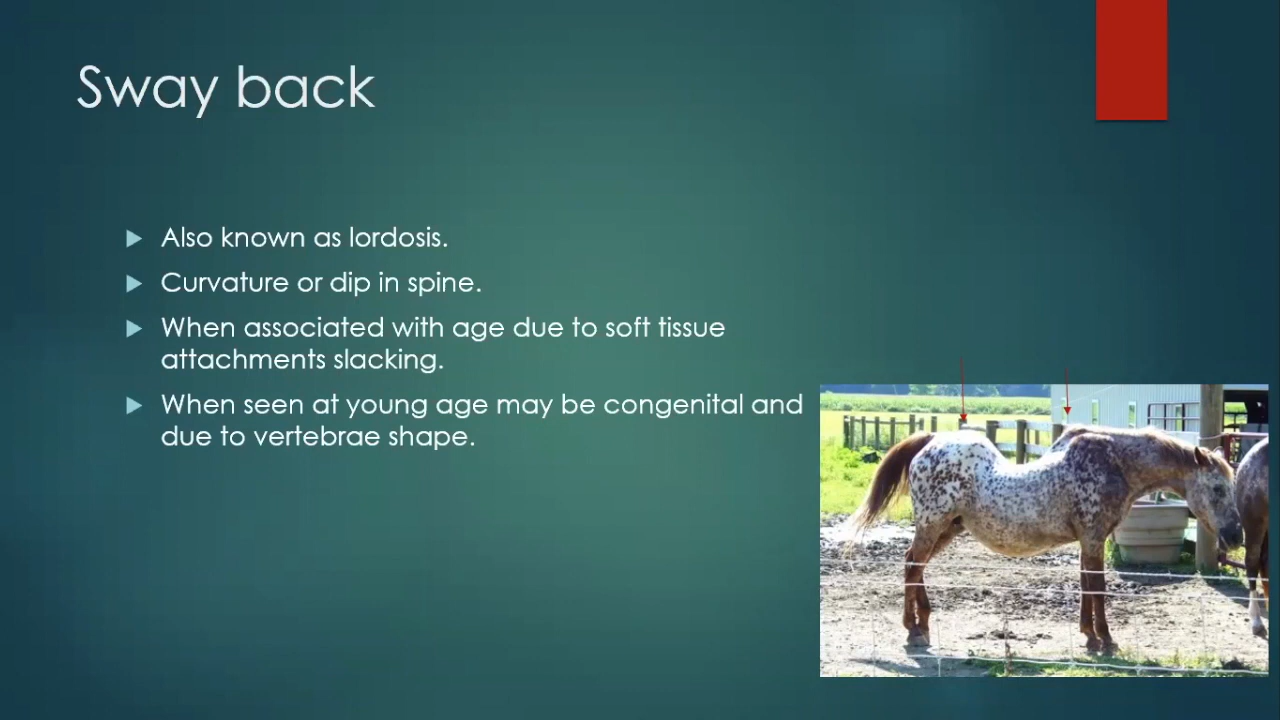 Sway back
Also known as lordosis.
Curvature or dip in spine.
When associated with age due to soft tissue
attachments slacking.
When seen at young age may be congenital and
due to vertebrae shape.